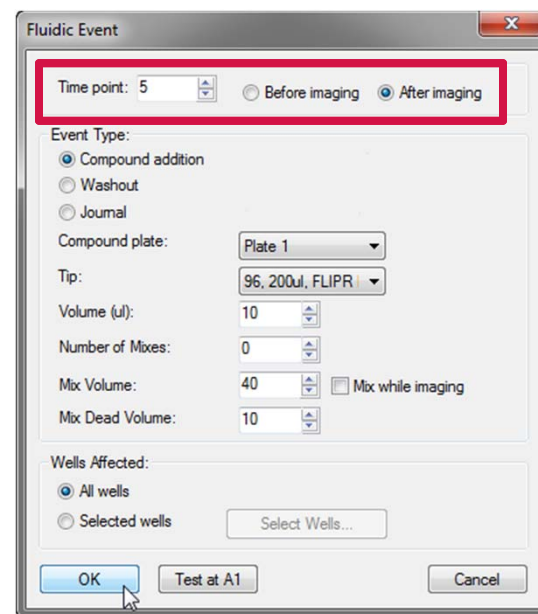 Fluidic Event
Time point: 5 Before imaging After imaging
Event Type:
Compound addition
Washout
Journal
Compound plate: Plate 1
Tip: 96, 200ul, FLIPR
Volume (ul): 10
Number of Mixes: 0
Mix Volume: 40 Mix while imaging
Mix Dead Volume: 10
Wells Affected:
All wells
Selected wells Select Wells...
OK Test at A1 Cancel